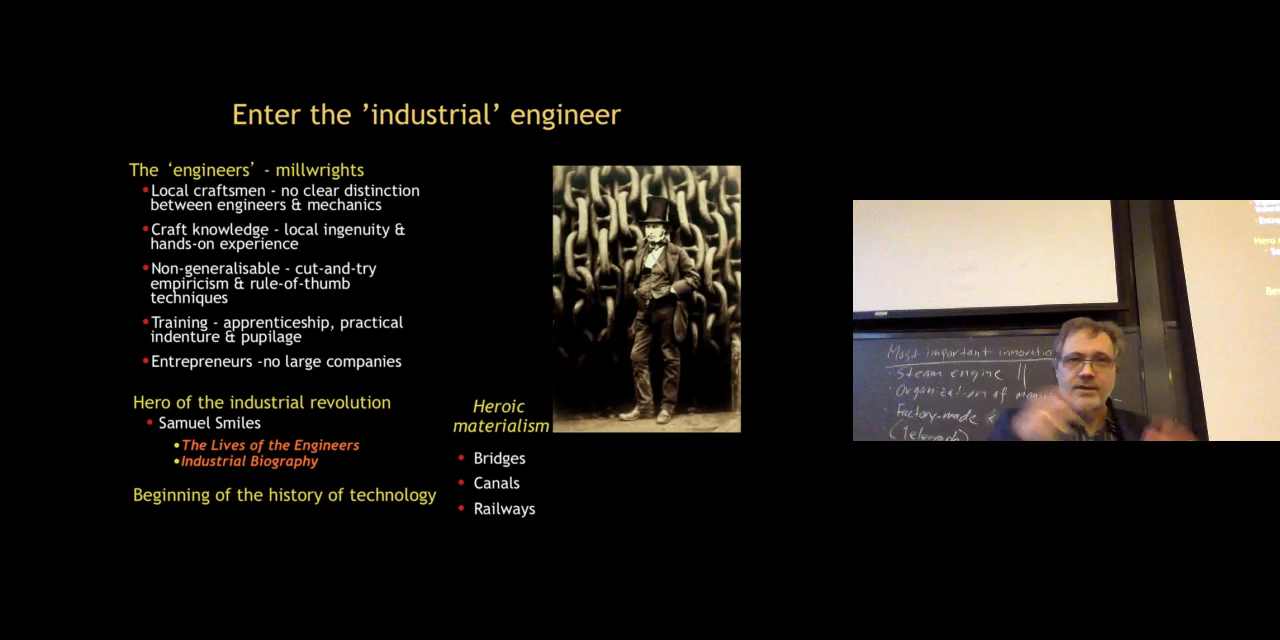 Enter the ’industrial’ engineer
The ‘engineers’ - millwrights
•Local craftsmen - no clear distinction
between engineers & mechanics
•Craft knowledge - local ingenuity &
hands-on experience
•Non-generalisable - cut-and-try
empiricism & rule-of-thumb
techniques
•Training - apprenticeship, practical
indenture & pupilage
•Entrepreneurs -no large companies
Hero of the industrial revolution
• Samuel Smiles
•The Lives of the Engineers
•Industrial Biography
Beginning of the history of technology
Heroic
materialism
• Bridges
• Canals
• Railways
Most important
· Steam engine ||
· Organization of
· Factory-made
(Telegraph)